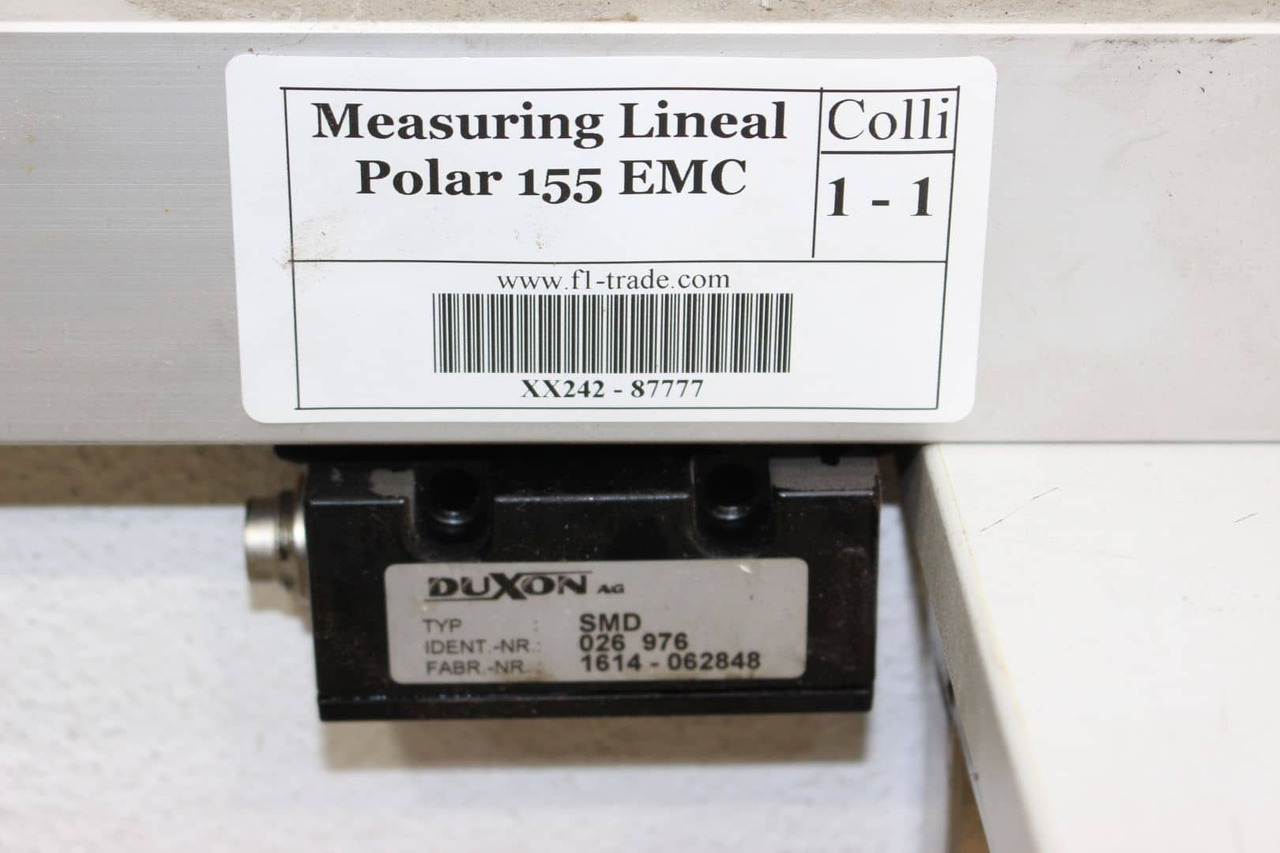 Measuring Lineal
Polar 155 EMC
Colli
1 - 1
www.fl-trade.com
XX242 - 87777
DUXON AG
TYP : SMD
IDENT.-NR.: 026 976
FABR.-NR. : 1614 - 062848